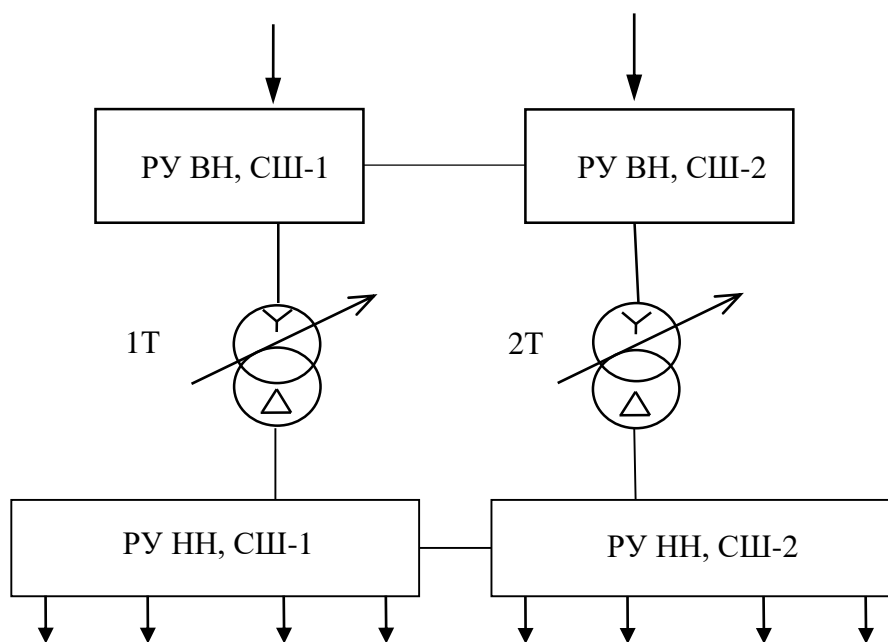 РУ ВН, СШ-1
РУ ВН, СШ-2
1Т
2Т
РУ НН, СШ-1
РУ НН, СШ-2